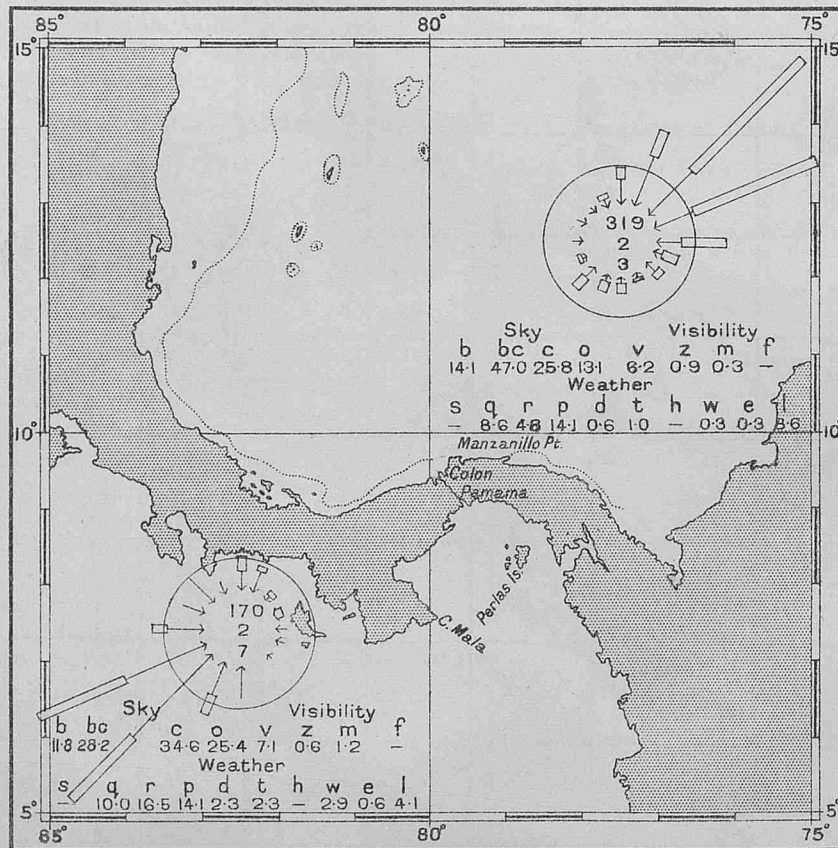 85° 80° 75°
15° 15°
319
2
3
Sky Visibility
b bc c o v z m f
14·1 47·0 25·8 13·1 6·2 0·9 0·3 –
Weather
s q r p d t h w e l
– 8·6 4·8 14·1 0·6 1·0 – 0·3 0·3 8·6
10° 10°
Manzanillo Pt.
Colon
Panama
Perlas Is.
C. Mala
170
2
7
Sky Visibility
b bc c o v z m f
11·8 28·2 34·6 25·4 7·1 0·6 1·2 –
Weather
s q r p d t h w e l
– 10·0 16·5 14·1 2·3 2·3 – 2·9 0·6 4·1
5° 5°
85° 80° 75°